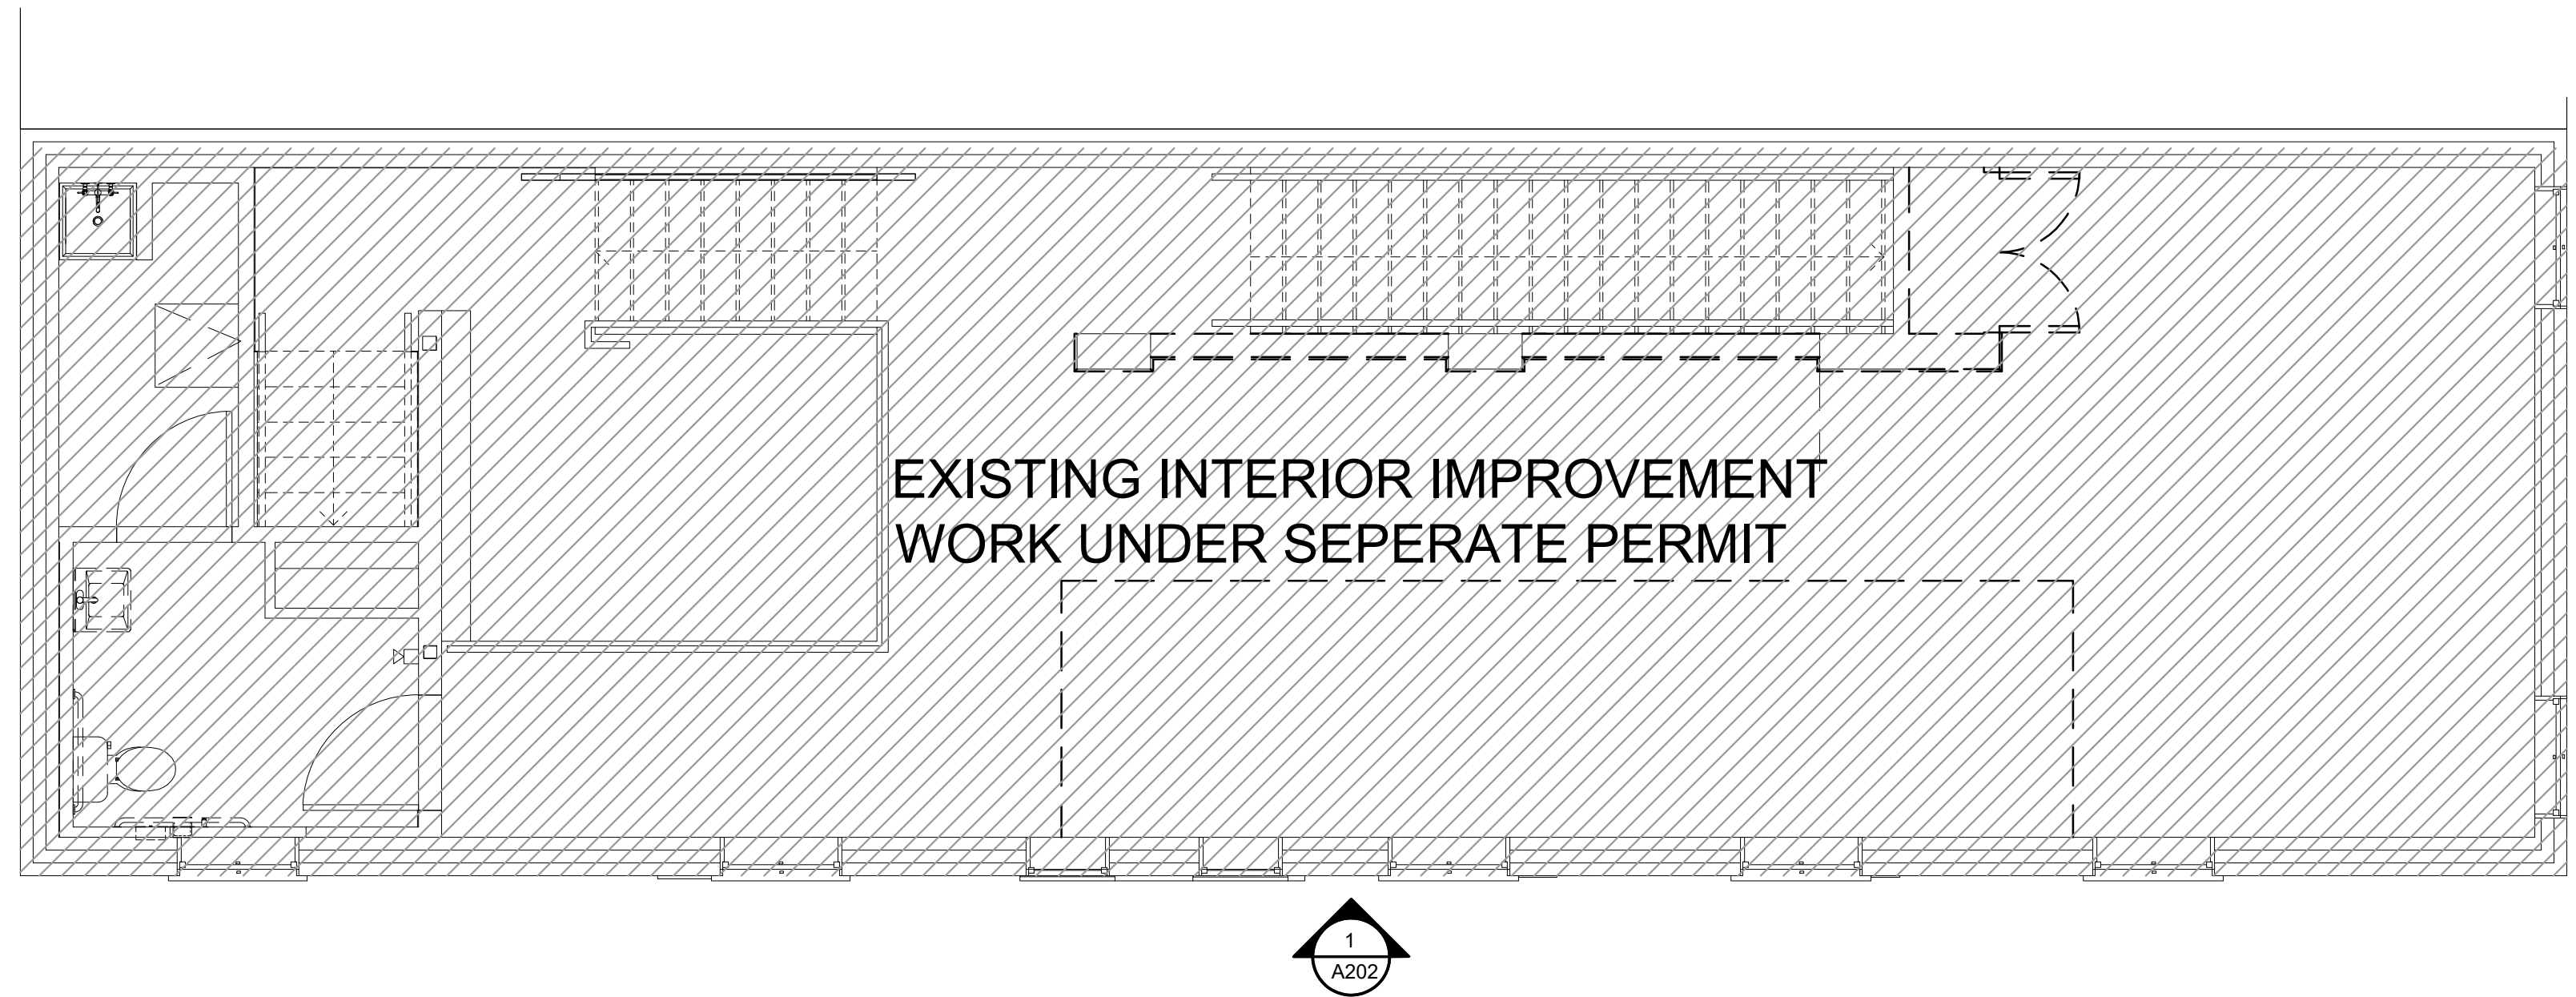 EXISTING INTERIOR IMPROVEMENT
WORK UNDER SEPERATE PERMIT
1
A202